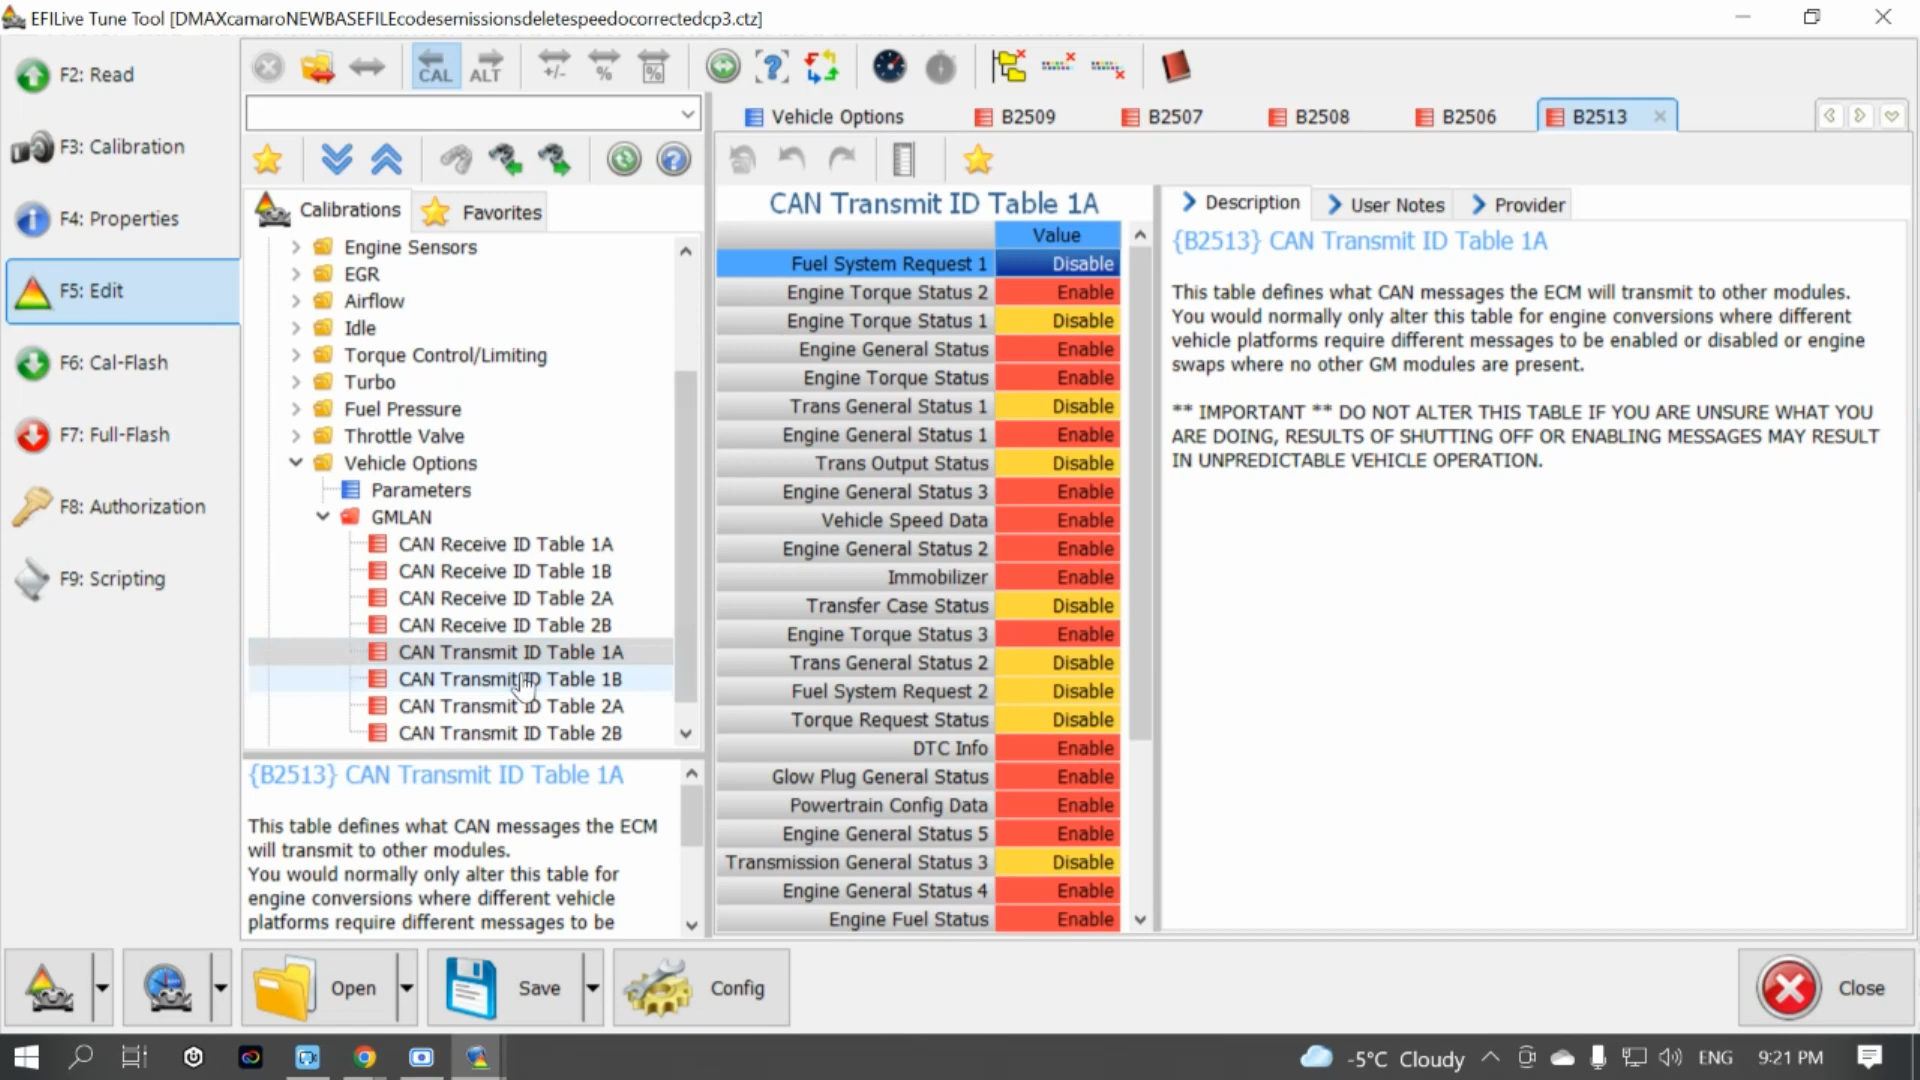 EFILive Tune Tool [DMAXcamaroNEWBASEFILEcodesemissionsdeletespeedocorrectedcp3.ctz]
F2: Read
F3: Calibration
F4: Properties
F5: Edit
F6: Cal-Flash
F7: Full-Flash
F8: Authorization
F9: Scripting
CAL
ALT
+/-
%
%
Calibrations
Favorites
Engine Sensors
EGR
Airflow
Idle
Torque Control/Limiting
Turbo
Fuel Pressure
Throttle Valve
Vehicle Options
Parameters
GMLAN
CAN Receive ID Table 1A
CAN Receive ID Table 1B
CAN Receive ID Table 2A
CAN Receive ID Table 2B
CAN Transmit ID Table 1A
CAN Transmit ID Table 1B
CAN Transmit ID Table 2A
CAN Transmit ID Table 2B
{B2513} CAN Transmit ID Table 1A
This table defines what CAN messages the ECM
will transmit to other modules.
You would normally only alter this table for
engine conversions where different vehicle
platforms require different messages to be
Vehicle Options
B2509
B2507
B2508
B2506
B2513
CAN Transmit ID Table 1A
Value
Fuel System Request 1 Disable
Engine Torque Status 2 Enable
Engine Torque Status 1 Disable
Engine General Status Enable
Engine Torque Status Enable
Trans General Status 1 Disable
Engine General Status 1 Enable
Trans Output Status Disable
Engine General Status 3 Enable
Vehicle Speed Data Enable
Engine General Status 2 Enable
Immobilizer Enable
Transfer Case Status Disable
Engine Torque Status 3 Enable
Trans General Status 2 Disable
Fuel System Request 2 Disable
Torque Request Status Disable
DTC Info Enable
Glow Plug General Status Enable
Powertrain Config Data Enable
Engine General Status 5 Enable
Transmission General Status 3 Disable
Engine General Status 4 Enable
Engine Fuel Status Enable
Description
User Notes
Provider
{B2513} CAN Transmit ID Table 1A
This table defines what CAN messages the ECM will transmit to other modules.
You would normally only alter this table for engine conversions where different
vehicle platforms require different messages to be enabled or disabled or engine
swaps where no other GM modules are present.
** IMPORTANT ** DO NOT ALTER THIS TABLE IF YOU ARE UNSURE WHAT YOU
ARE DOING, RESULTS OF SHUTTING OFF OR ENABLING MESSAGES MAY RESULT
IN UNPREDICTABLE VEHICLE OPERATION.
Open
Save
Config
Close
-5°C Cloudy
ENG
9:21 PM